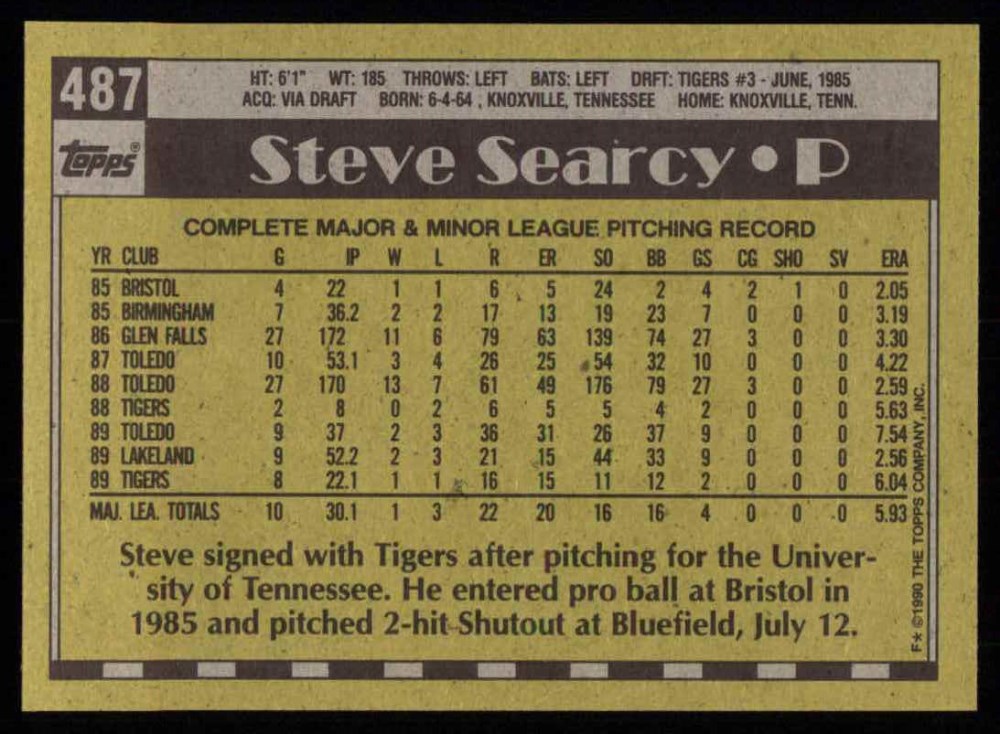 487
HT: 6'1" WT: 185 THROWS: LEFT BATS: LEFT DRFT: TIGERS #3 - JUNE, 1985
ACQ: VIA DRAFT BORN: 6-4-64 , KNOXVILLE, TENNESSEE HOME: KNOXVILLE, TENN.
topps®
Steve Searcy • P
COMPLETE MAJOR & MINOR LEAGUE PITCHING RECORD
YR CLUB G IP W L R ER SO BB GS CG SHO SV ERA
85 BRISTOL 4 22 1 1 6 5 24 2 4 2 1 0 2.05
85 BIRMINGHAM 7 36.2 2 2 17 13 19 23 7 0 0 0 3.19
86 GLEN FALLS 27 172 11 6 79 63 139 74 27 3 0 0 3.30
87 TOLEDO 10 53.1 3 4 26 25 54 32 10 0 0 0 4.22
88 TOLEDO 27 170 13 7 61 49 176 79 27 3 0 0 2.59
88 TIGERS 2 8 0 2 6 5 5 4 2 0 0 0 5.63
89 TOLEDO 9 37 2 3 36 31 26 37 9 0 0 0 7.54
89 LAKELAND 9 52.2 2 3 21 15 44 33 9 0 0 0 2.56
89 TIGERS 8 22.1 1 1 16 15 11 12 2 0 0 0 6.04
MAJ. LEA. TOTALS 10 30.1 1 3 22 20 16 16 4 0 0 0 5.93
Steve signed with Tigers after pitching for the Univer-
sity of Tennessee. He entered pro ball at Bristol in
1985 and pitched 2-hit Shutout at Bluefield, July 12.
F* ©1990 THE TOPPS COMPANY, INC.